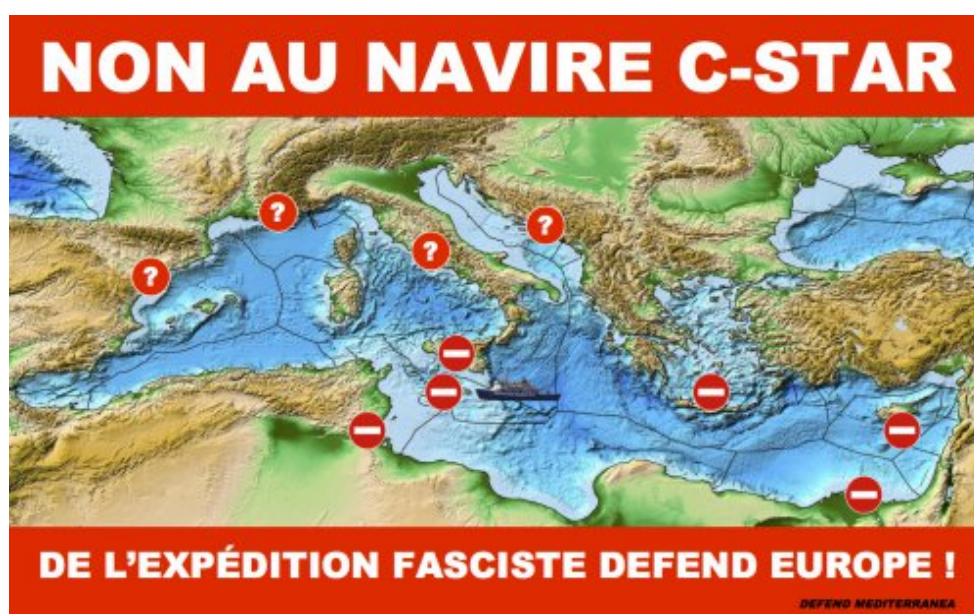 NON AU NAVIRE C-STAR
?
?
?
?
DE L'EXPÉDITION FASCISTE DEFEND EUROPE !
DEFEND MEDITERRANEA